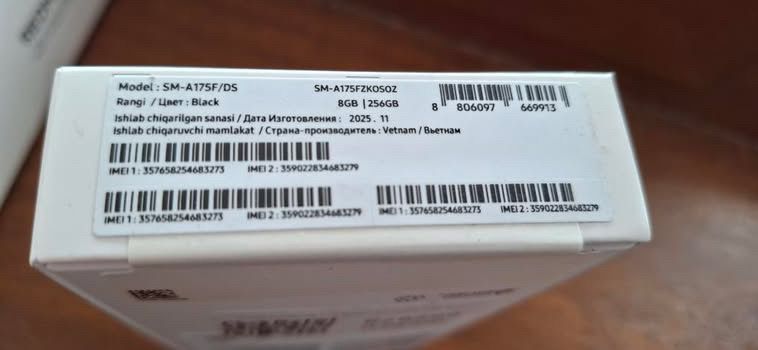 Model : SM-A175F/DS
SM-A175FZKOSOZ
Rangi / Цвет : Black
8GB | 256GB
8 806097 669913
Ishlab chiqarilgan sanasi / Дата Изготовления : 2025. 11
Ishlab chiqaruvchi mamlakat / Страна-производитель : Vetnam / Вьетнам
IMEI 1 : 357658254683273 IMEI 2 : 359022834683279
IMEI 1 : 357658254683273 IMEI 2 : 359022834683279
IMEI 1 : 357658254683273 IMEI 2 : 359022834683279